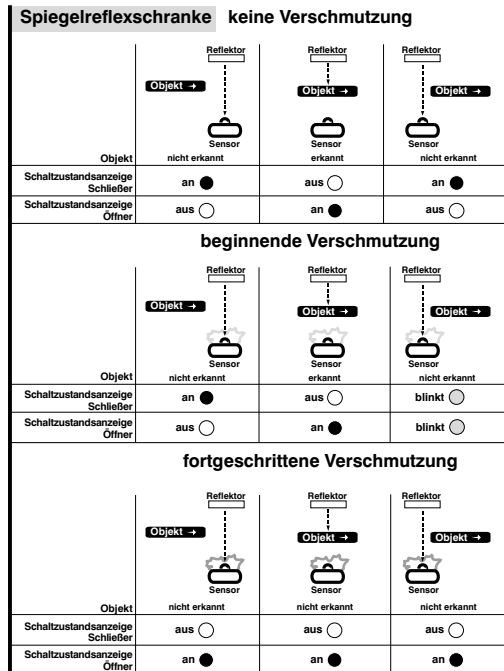 Spiegelreflexschranke keine Verschmutzung
Reflektor Reflektor Reflektor
Objekt → Objekt → Objekt →
Sensor Sensor Sensor
Objekt nicht erkannt erkannt nicht erkannt
Schaltzustandsanzeige
Schließer an aus an
Schaltzustandsanzeige
Öffner aus an aus
beginnende Verschmutzung
Reflektor Reflektor Reflektor
Objekt → Objekt → Objekt →
Sensor Sensor Sensor
Objekt nicht erkannt erkannt nicht erkannt
Schaltzustandsanzeige
Schließer an aus blinkt
Schaltzustandsanzeige
Öffner aus an blinkt
fortgeschrittene Verschmutzung
Reflektor Reflektor Reflektor
Objekt → Objekt → Objekt →
Sensor Sensor Sensor
Objekt nicht erkannt nicht erkannt nicht erkannt
Schaltzustandsanzeige
Schließer aus aus aus
Schaltzustandsanzeige
Öffner an an an